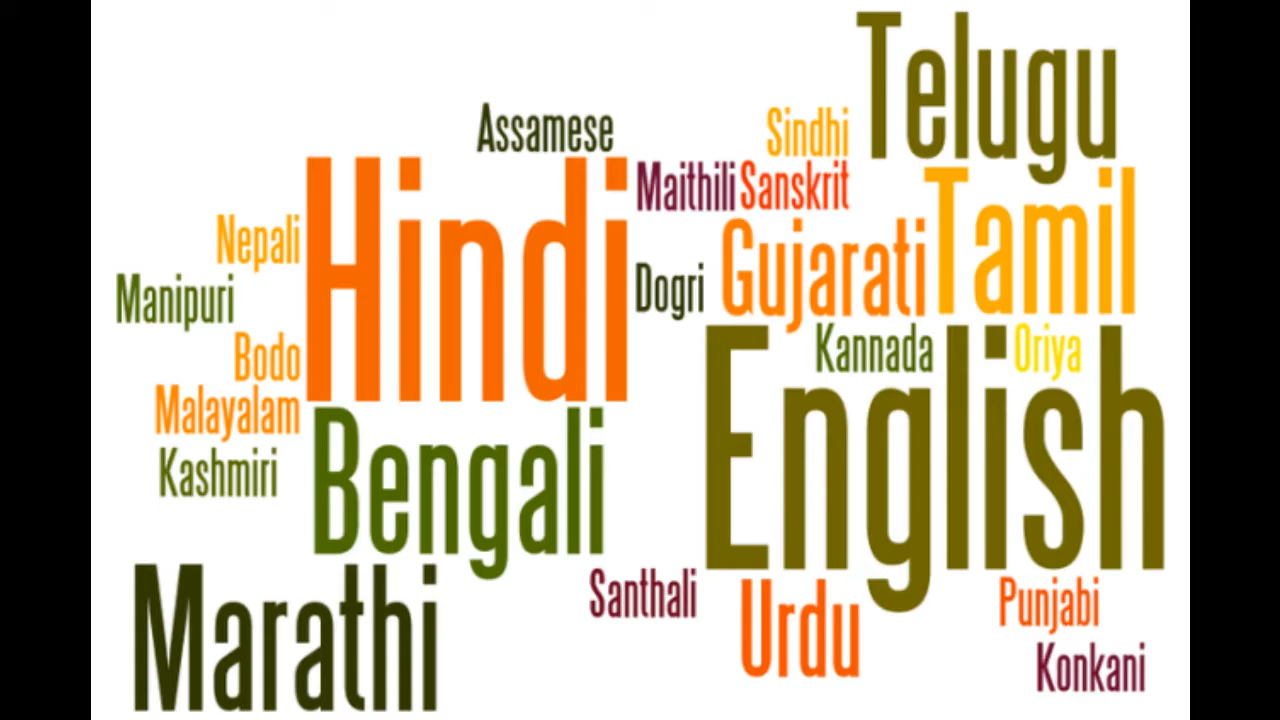 Telugu
Assamese
Sindhi
Hindi
Maithili
Sanskrit
Tamil
Nepali
Gujarati
Manipuri
Dogri
Bodo
Kannada
Oriya
English
Malayalam
Bengali
Kashmiri
Marathi
Santhali
Urdu
Punjabi
Konkani